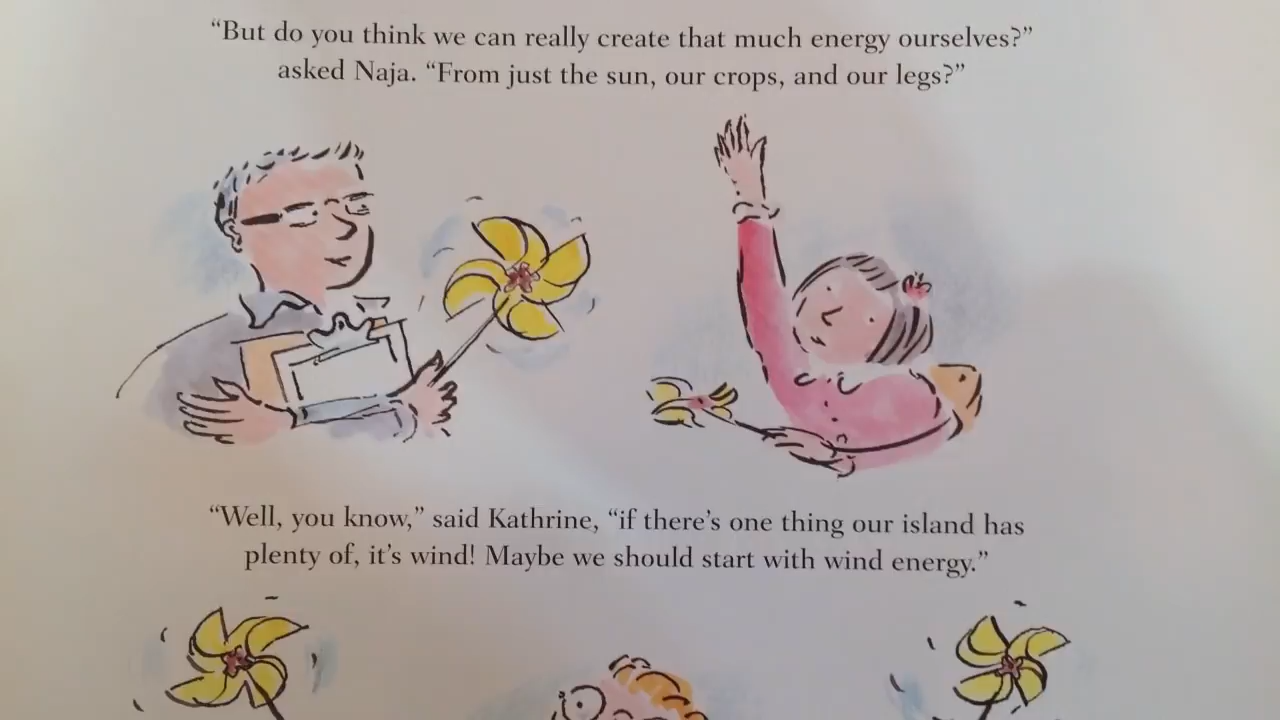 “But do you think we can really create that much energy ourselves?”
asked Naja. “From just the sun, our crops, and our legs?”
“Well, you know,” said Kathrine, “if there’s one thing our island has
plenty of, it’s wind! Maybe we should start with wind energy.”